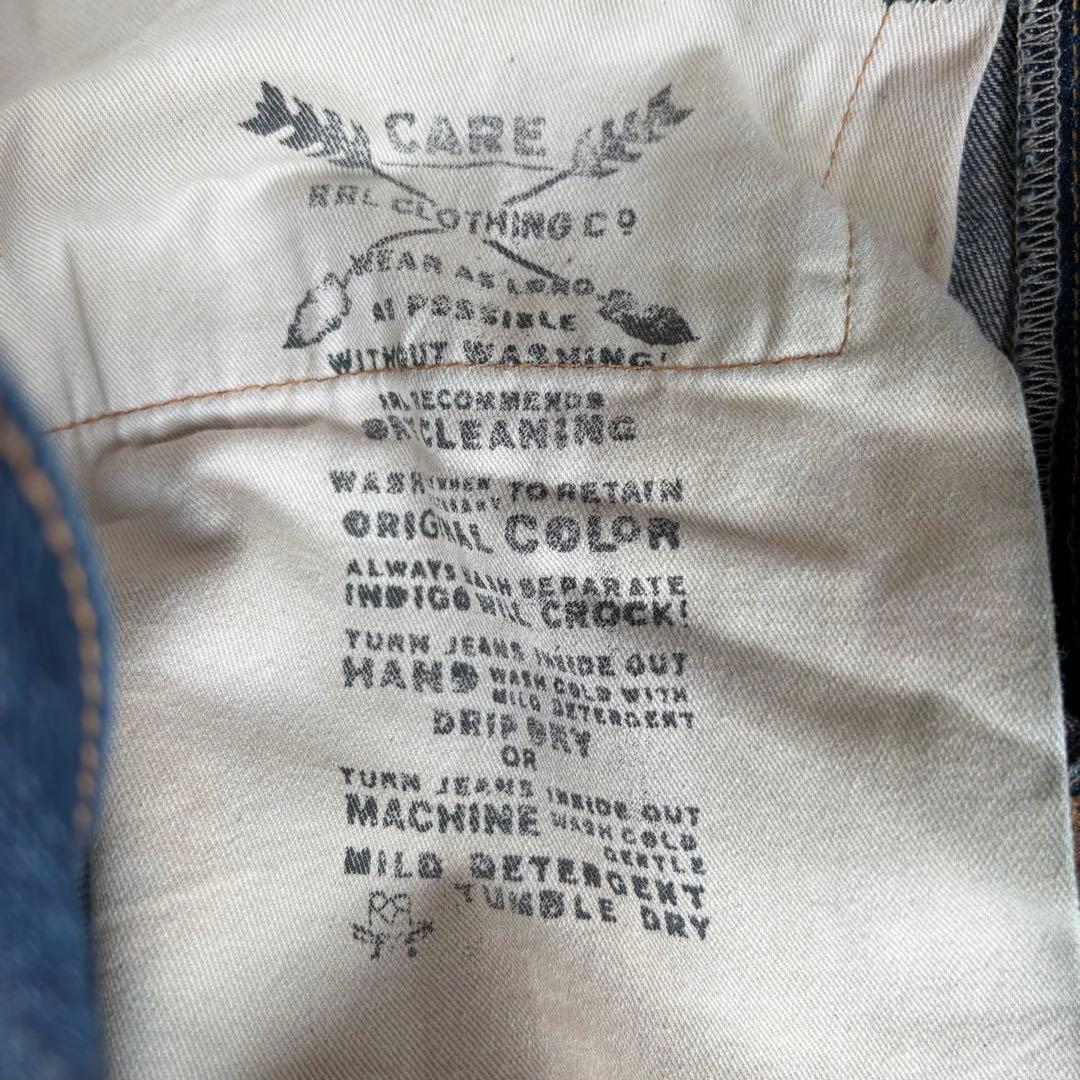 CARE
RRL CLOTHING CO
WEAR AS LONG
AS POSSIBLE
WITHOUT WASHING!
RECOMMENDS
CLEANING
WASH WHEN TO RETAIN
ORIGINAL COLOR
ALWAYS WASH SEPARATE
INDIGO WILL CROCK!
TURN JEANS INSIDE OUT
HAND WASH COLD WITH
MILD DETERGENT
DRIP DRY
OR
TURN JEANS INSIDE OUT
MACHINE WASH COLD
GENTLE
MILD DETERGENT
TUMBLE DRY
RR